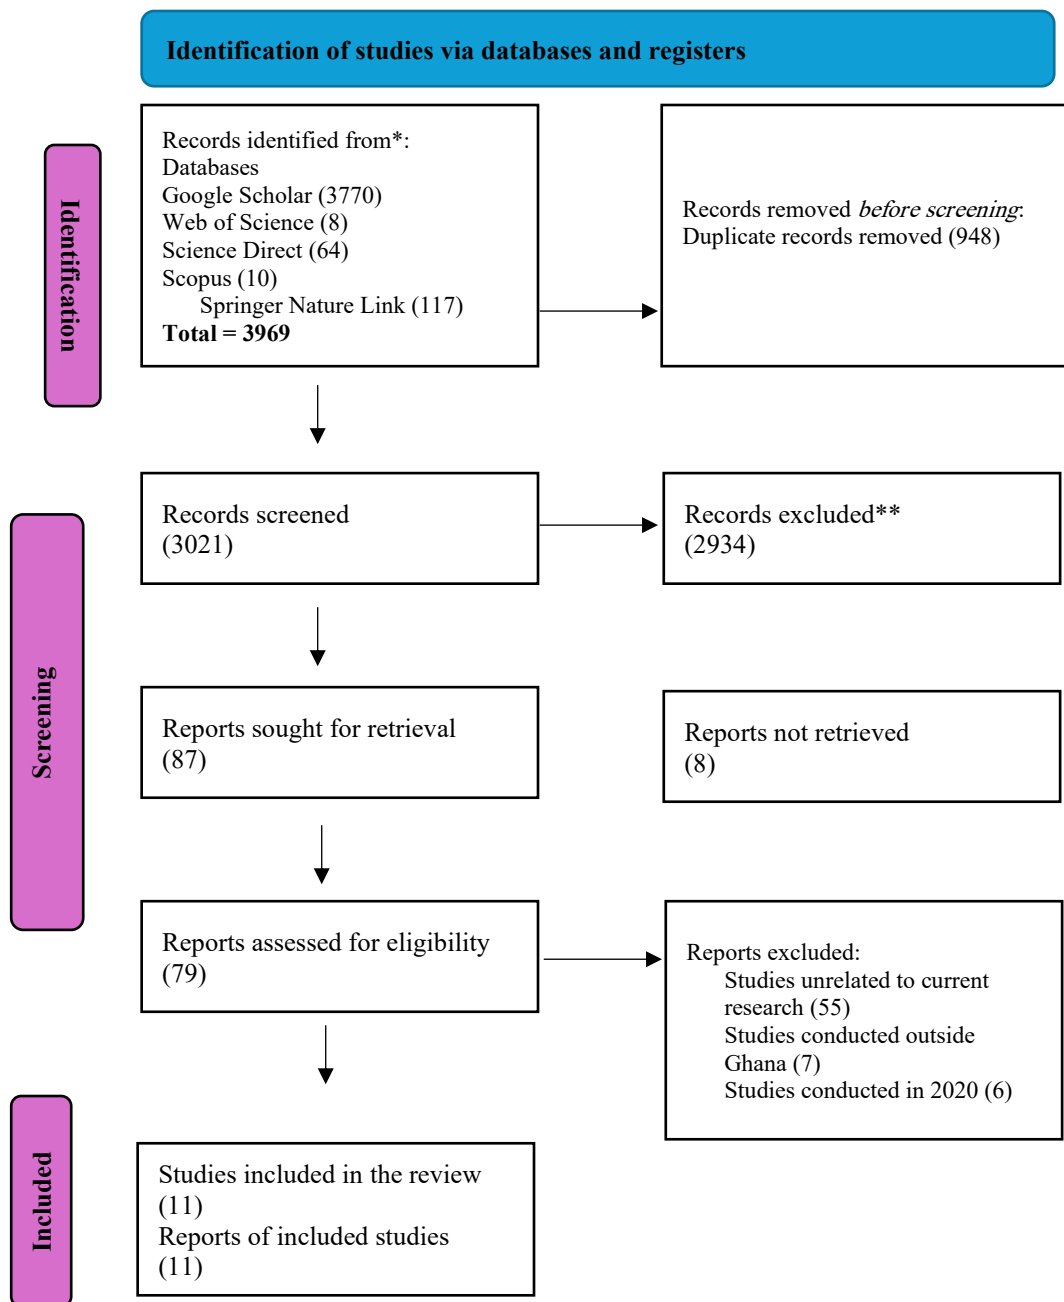 Identification of studies via databases and registers
Identification
Records identified from*:
Databases
Google Scholar (3770)
Web of Science (8)
Science Direct (64)
Scopus (10)
Springer Nature Link (117)
Total = 3969
Records removed before screening:
Duplicate records removed (948)
Screening
Records screened
(3021)
Records excluded**
(2934)
Reports sought for retrieval
(87)
Reports not retrieved
(8)
Reports assessed for eligibility
(79)
Reports excluded:
Studies unrelated to current
research (55)
Studies conducted outside
Ghana (7)
Studies conducted in 2020 (6)
Included
Studies included in the review
(11)
Reports of included studies
(11)